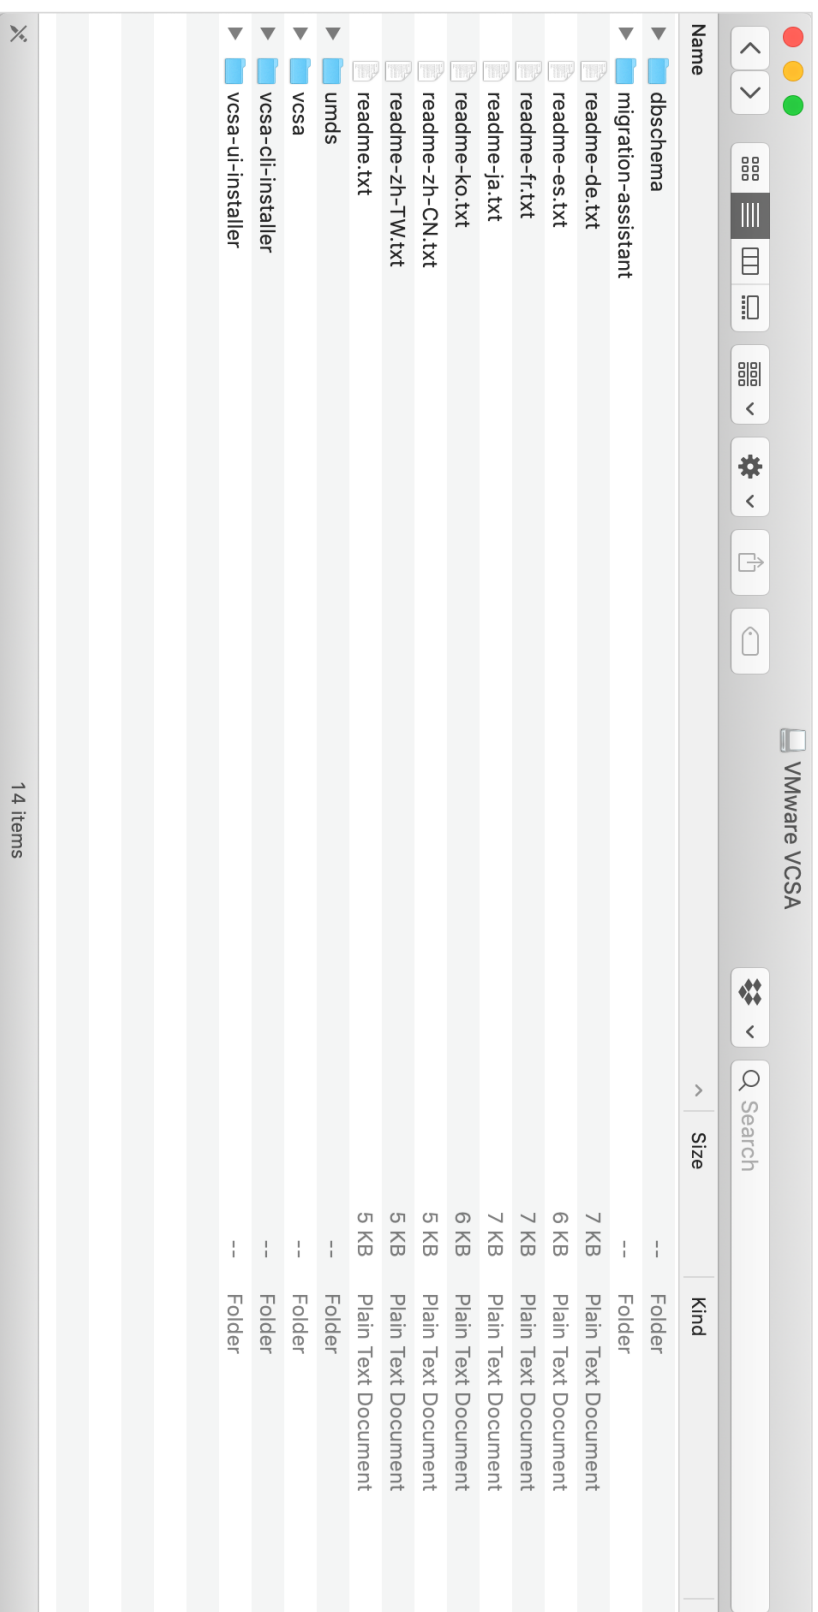 VMware VCSA
Search
Name Size Kind
dbschema -- Folder
migration-assistant -- Folder
readme-de.txt 7 KB Plain Text Document
readme-es.txt 6 KB Plain Text Document
readme-fr.txt 7 KB Plain Text Document
readme-ja.txt 7 KB Plain Text Document
readme-ko.txt 6 KB Plain Text Document
readme-zh-CN.txt 5 KB Plain Text Document
readme-zh-TW.txt 5 KB Plain Text Document
readme.txt 5 KB Plain Text Document
umds -- Folder
vcsa -- Folder
vcsa-cli-installer -- Folder
vcsa-ui-installer -- Folder
14 items